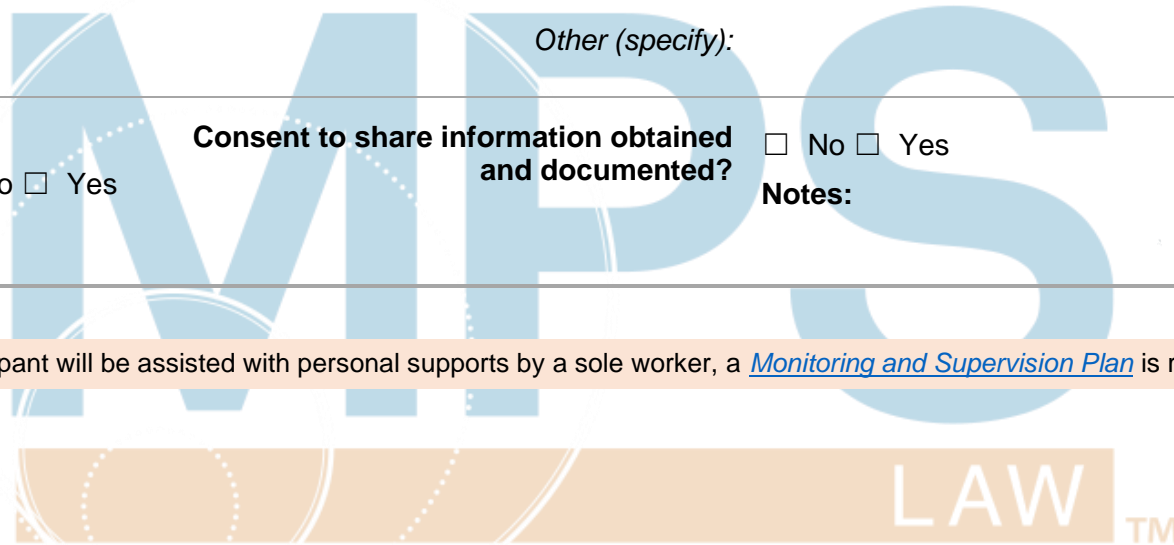 Other (specify):
Consent to share information obtained
and documented?
☐ No ☐ Yes
o ☐ Yes
Notes:
pant will be assisted with personal supports by a sole worker, a Monitoring and Supervision Plan is
MPS
LAW TM